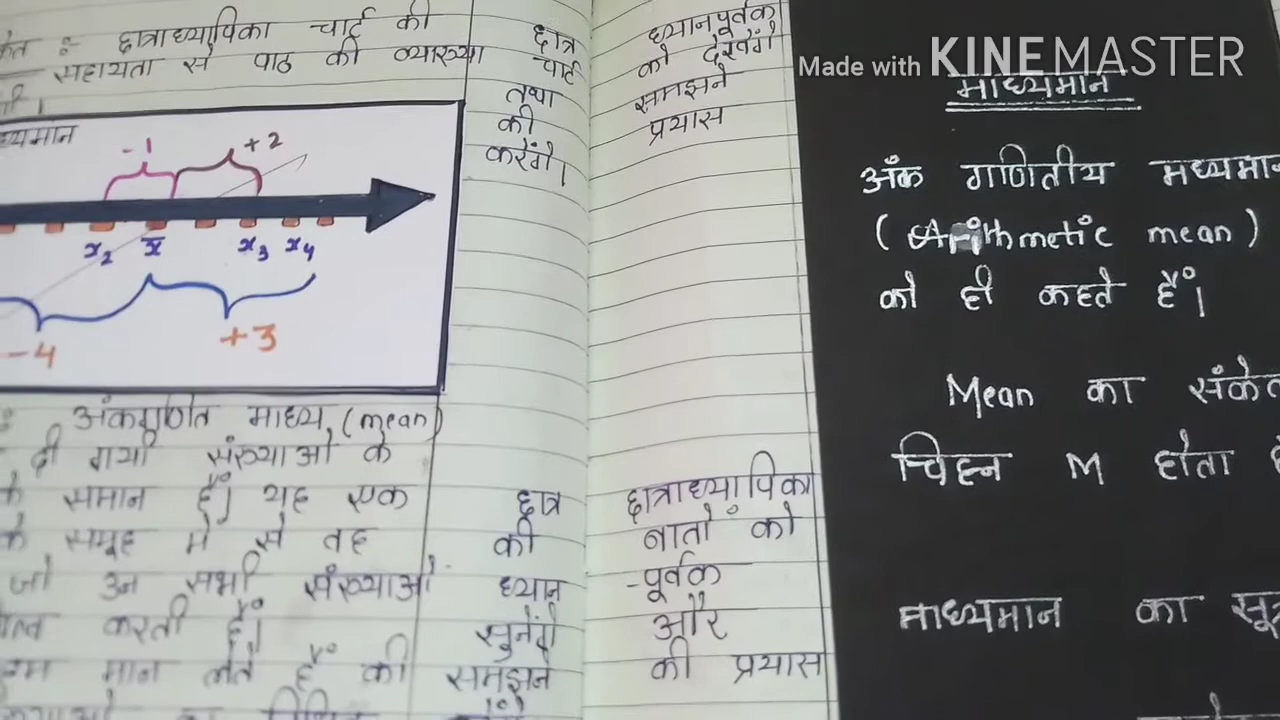 छात्राध्यापिका चार्ट की
सहायता से पाठ की व्याख्या
-1
+2
x2 x̄ x3 x4
-4
+3
अंकगणित माध्य (mean)
दी गयी संख्याओं के
समान है। यह एक
समूह में से वह
जो उन सभी संख्याओं
करती है।
मान लेते हैं की
छात्र ध्यानपूर्वक
चार्ट को देखेंगे
तथा समझने
की प्रयास
करेंगे।
छात्र छात्राध्यापिका
की बातों को
ध्यान -पूर्वक
सुनेंगे और
समझने की प्रयास
Made with KINEMASTER
माध्यमान
अंक गणितीय मध्यमान
(Arithmetic mean)
को ही कहते हैं।
Mean का संकेत
चिह्न M होता
माध्यमान का सूत्र